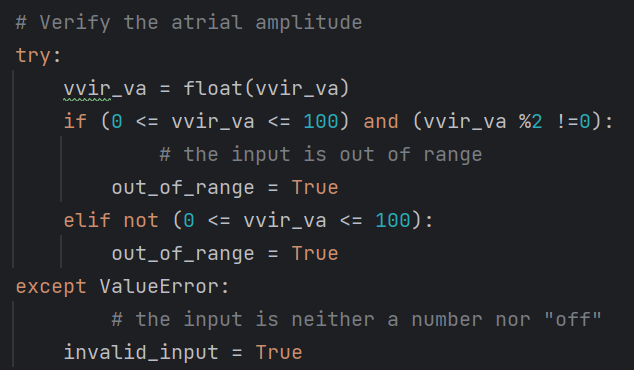 # Verify the atrial amplitude
try:
    vvir_va = float(vvir_va)
    if (0 <= vvir_va <= 100) and (vvir_va %2 !=0):
            # the input is out of range
        out_of_range = True
    elif not (0 <= vvir_va <= 100):
        out_of_range = True
except ValueError:
        # the input is neither a number nor "off"
    invalid_input = True